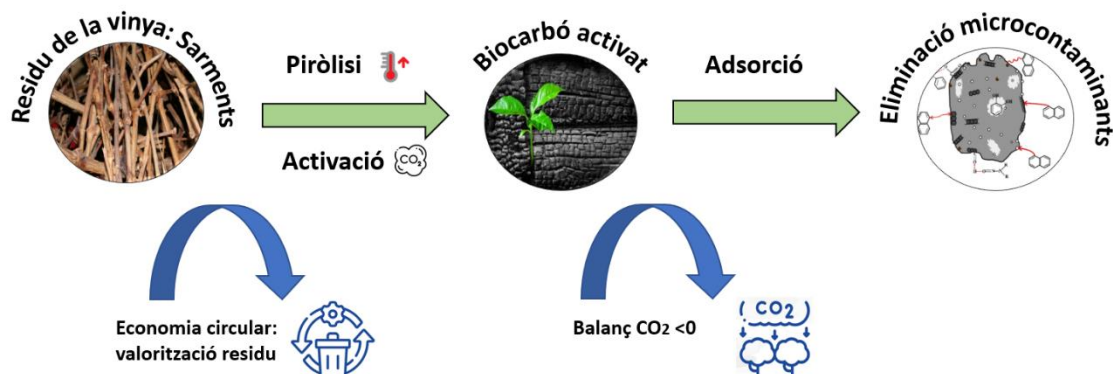 Residu de la vinya: Sarments
Piròlisi
Activació
CO2
Biocarbó activat
Adsorció
Eliminació microcontaminants
Economia circular:
valorització residu
Balanç CO2 <0
CO2